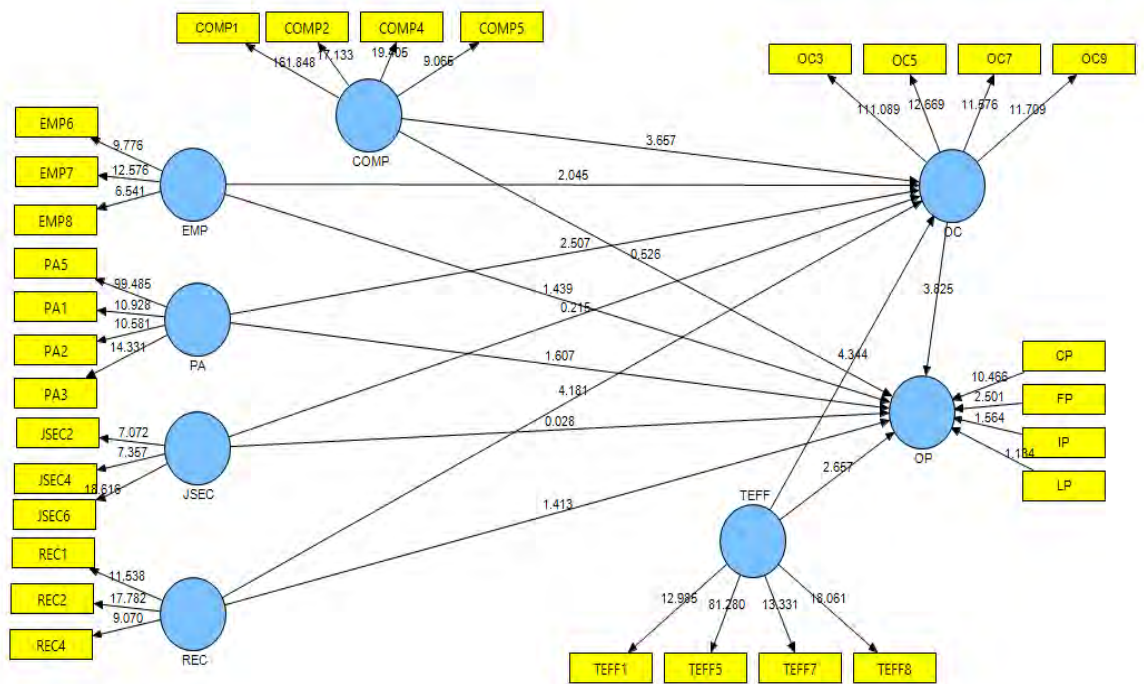 COMP1
COMP2
COMP4
COMP5
161.848
17.133
19.405
9.065
COMP
OC3
OC5
OC7
OC9
111.089
12.669
11.576
11.709
OC
EMP6
EMP7
EMP8
9.776
12.576
6.541
EMP
3.657
2.045
PA5
PA1
PA2
PA3
99.485
10.928
10.581
14.331
PA
2.507
0.526
1.439
0.215
3.825
1.607
4.344
4.181
0.028
2.657
1.413
JSEC2
JSEC4
JSEC6
7.072
7.357
18.616
JSEC
CP
FP
IP
LP
10.466
2.501
1.564
1.134
OP
REC1
REC2
REC4
11.538
17.782
9.070
REC
TEFF
12.985
81.280
13.331
18.061
TEFF1
TEFF5
TEFF7
TEFF8